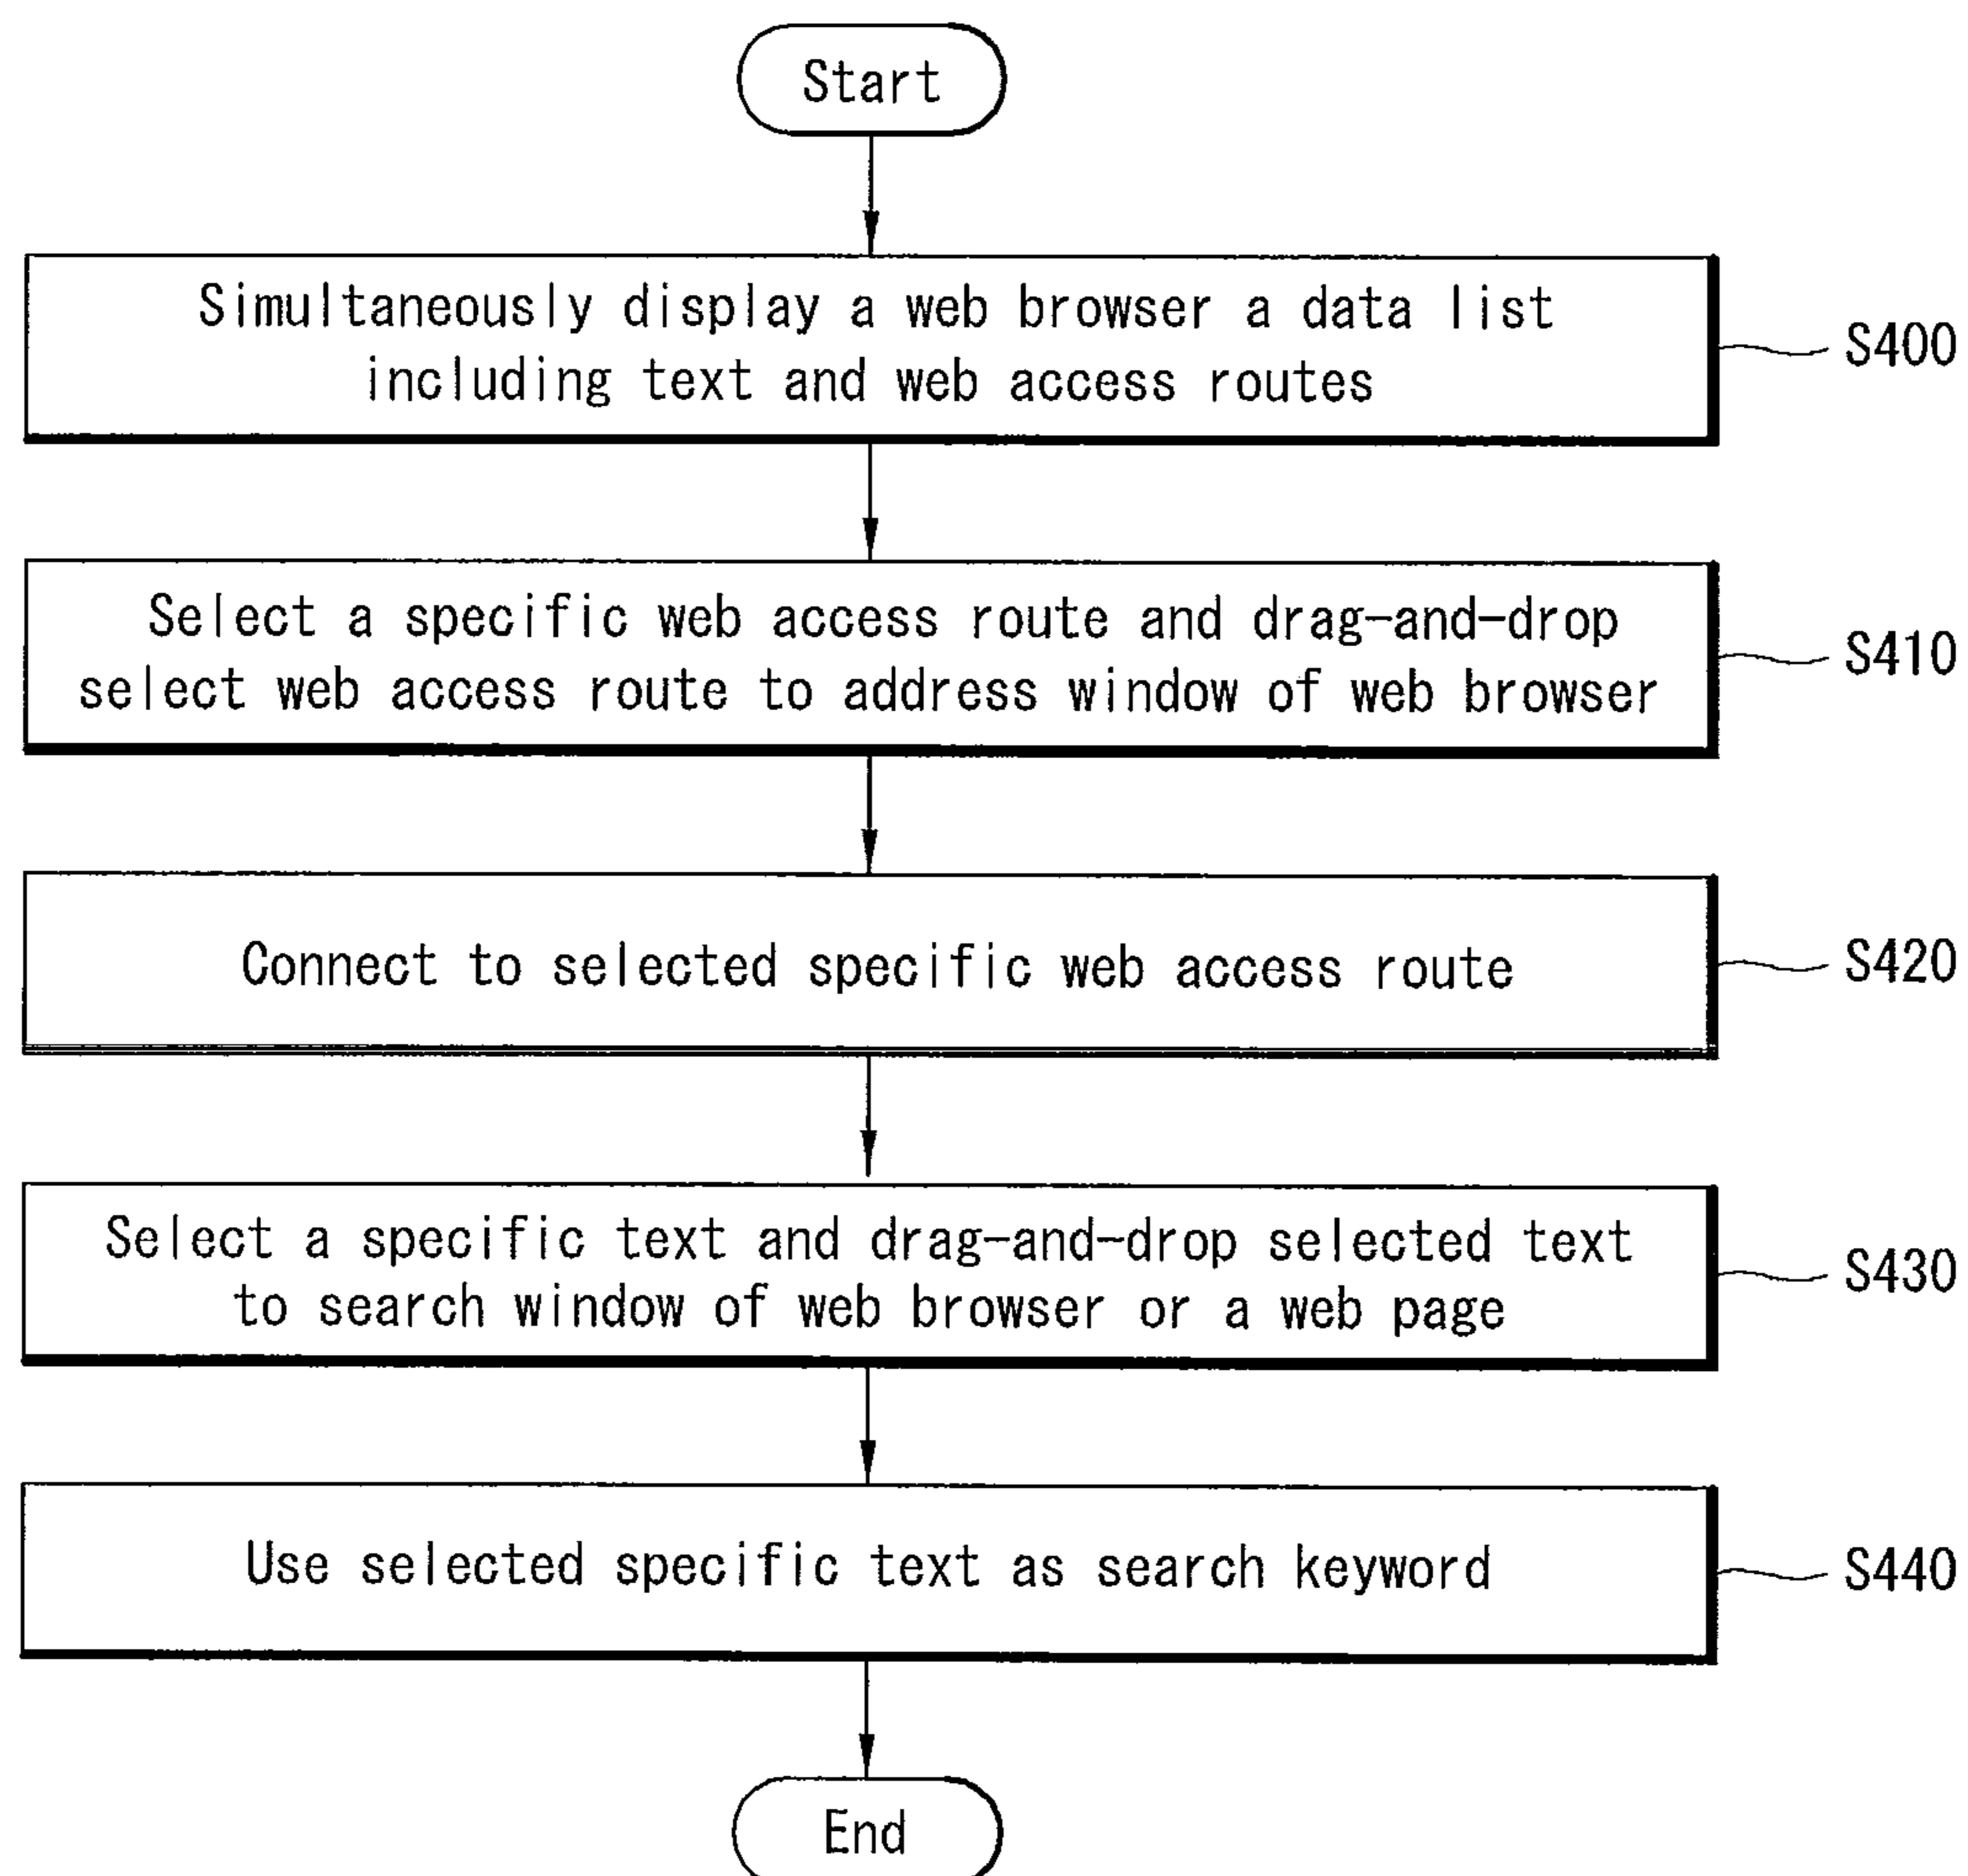 Start
Simultaneously display a web browser a data list
including text and web access routes
S400
Select a specific web access route and drag-and-drop
select web access route to address window of web browser
S410
Connect to selected specific web access route
S420
Select a specific text and drag-and-drop selected text
to search window of web browser or a web page
S430
Use selected specific text as search keyword
S440
End